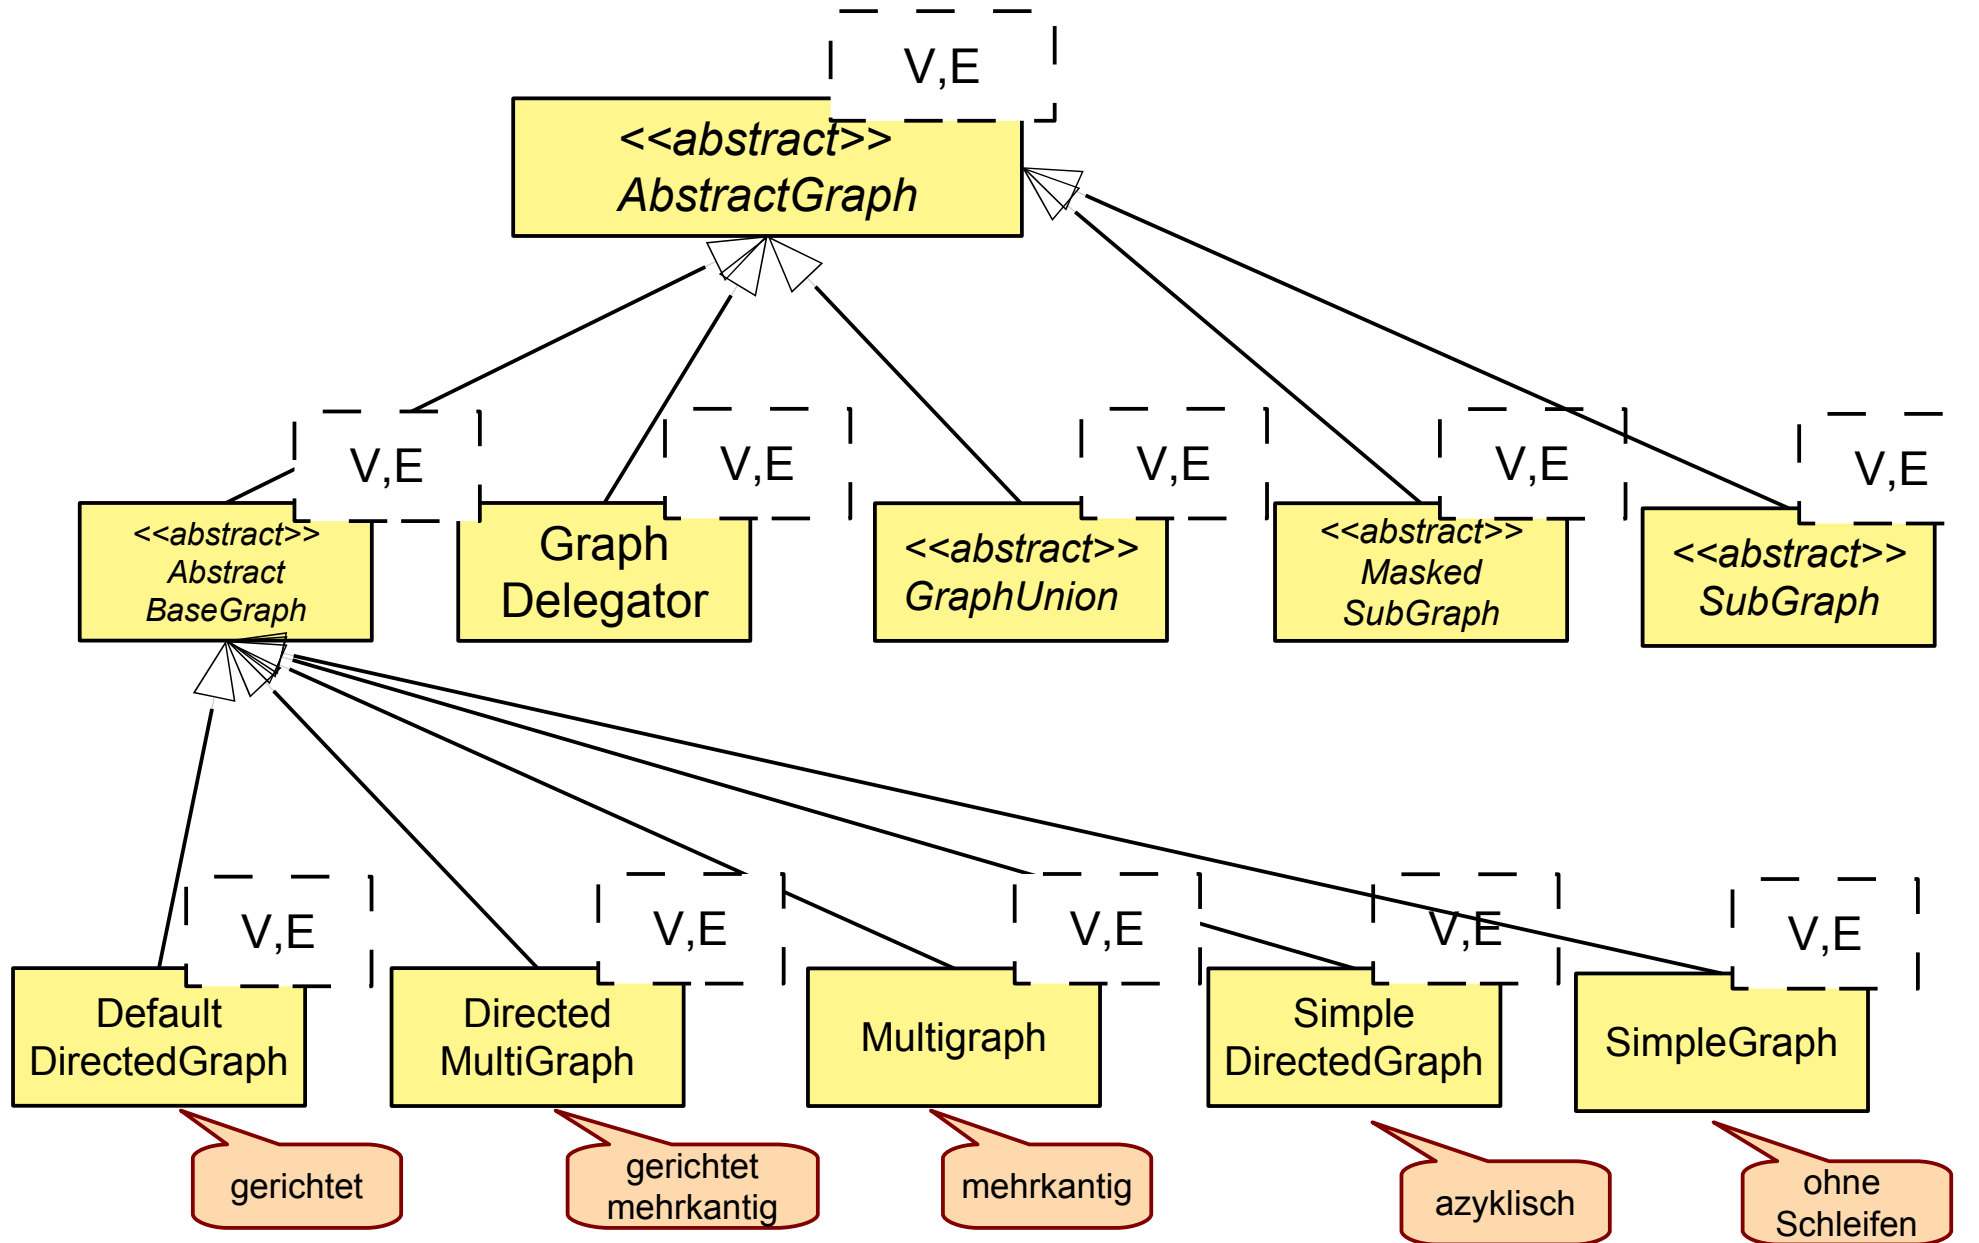 V,E
<<abstract>>
AbstractGraph
V,E
V,E
V,E
V,E
V,E
<<abstract>>
Abstract
BaseGraph
Graph
Delegator
<<abstract>>
GraphUnion
<<abstract>>
Masked
SubGraph
<<abstract>>
SubGraph
V,E
V,E
V,E
V,E
V,E
Default
DirectedGraph
Directed
MultiGraph
Multigraph
Simple
DirectedGraph
SimpleGraph
gerichtet
gerichtet
mehrkantig
mehrkantig
azyklisch
ohne
Schleifen